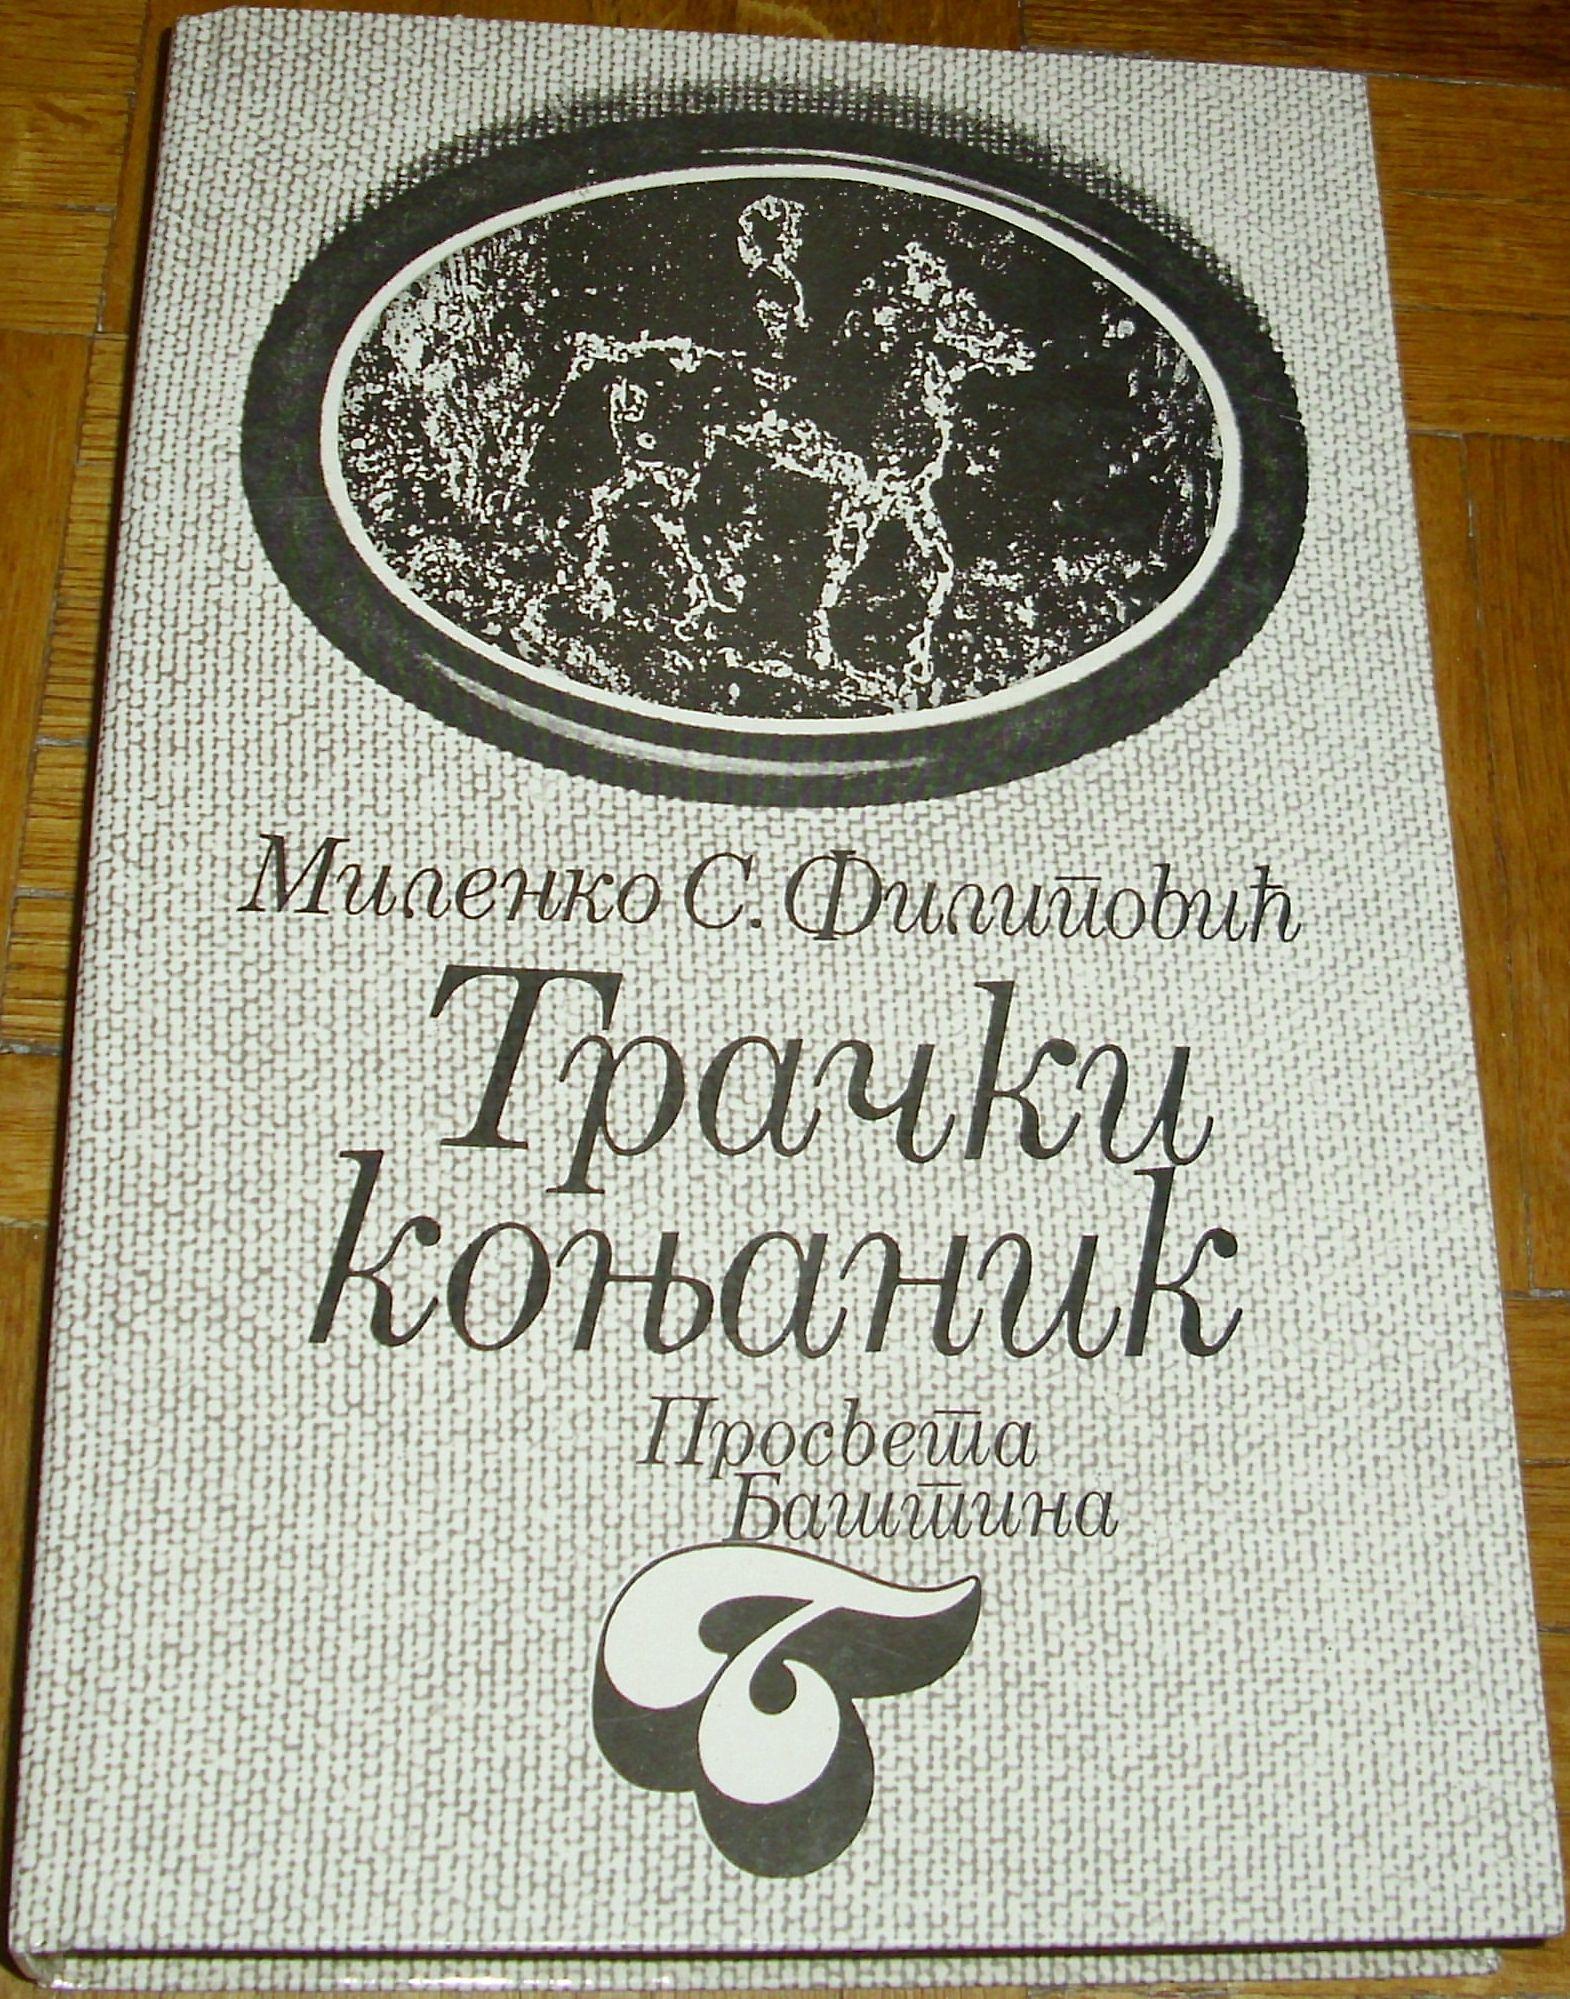 Миленко С. Филиповић
Трачки
коњаник
Просвета
Баштина